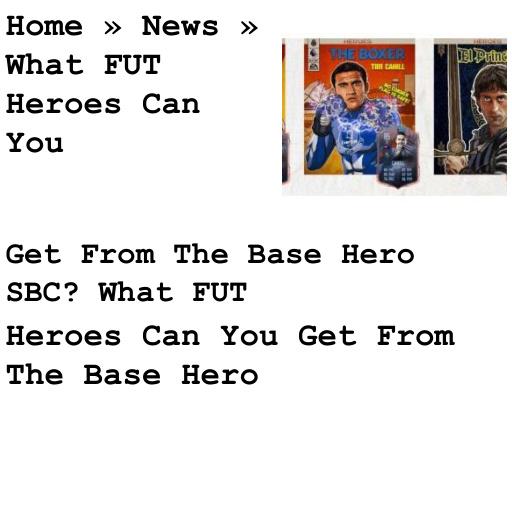 Home » News »
What FUT
Heroes Can
You
HEROES
THE BOXER
TIM CAHILL
HEROES
El Prínc
Get From The Base Hero
SBC? What FUT
Heroes Can You Get From
The Base Hero